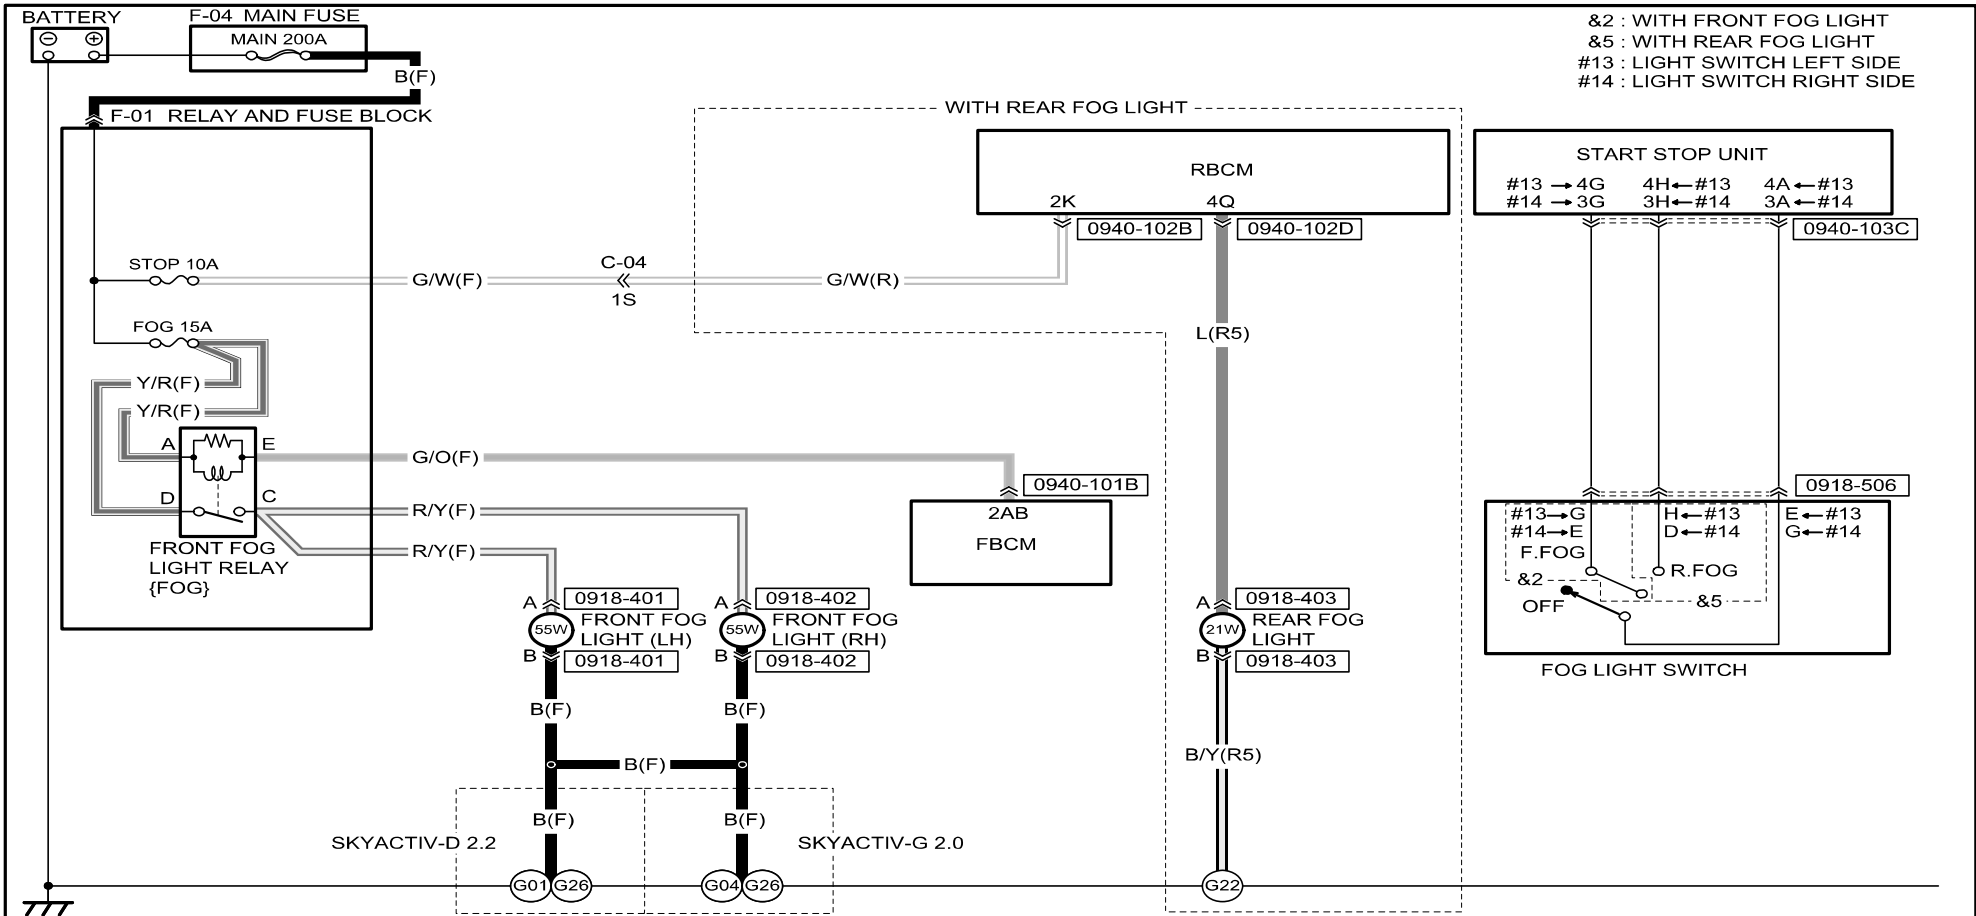 BATTERY
F-04 MAIN FUSE
MAIN 200A
B(F)
F-01 RELAY AND FUSE BLOCK
&2 : WITH FRONT FOG LIGHT
&5 : WITH REAR FOG LIGHT
#13 : LIGHT SWITCH LEFT SIDE
#14 : LIGHT SWITCH RIGHT SIDE
WITH REAR FOG LIGHT
RBCM
2K
4Q
0940-102B
0940-102D
START STOP UNIT
#13 → 4G 4H ← #13 4A ← #13
#14 → 3G 3H ← #14 3A ← #14
0940-103C
STOP 10A
G/W(F)
C-04
1S
G/W(R)
FOG 15A
L(R5)
Y/R(F)
Y/R(F)
A
E
G/O(F)
D
C
R/Y(F)
R/Y(F)
FRONT FOG
LIGHT RELAY
{FOG}
0940-101B
2AB
FBCM
0918-506
#13 → G H ← #13 E ← #13
#14 → E D ← #14 G ← #14
F.FOG
R.FOG
&2
&5
OFF
FOG LIGHT SWITCH
A
0918-401
55W
FRONT FOG
LIGHT (LH)
B
0918-401
A
0918-402
55W
FRONT FOG
LIGHT (RH)
B
0918-402
A
0918-403
21W
REAR FOG
LIGHT
B
0918-403
B(F)
B(F)
B(F)
B/Y(R5)
B(F)
B(F)
SKYACTIV-D 2.2
SKYACTIV-G 2.0
G01
G26
G04
G26
G22